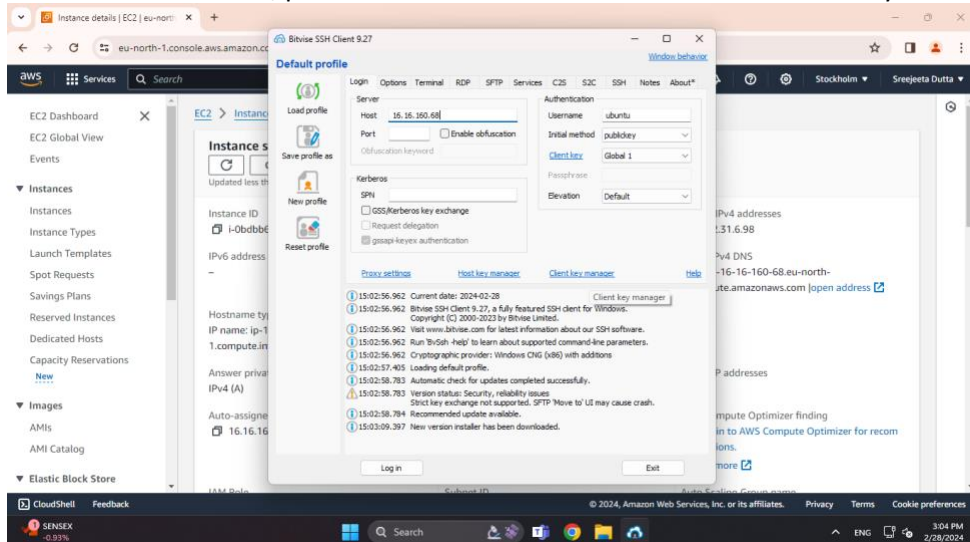 Instance details | EC2 | eu-north
eu-north-1.console.aws.amazon.co
aws Services Search
Stockholm Sreejeeta Dutta
EC2 Dashboard
EC2 Global View
Events
Instances
Instances
Instance Types
Launch Templates
Spot Requests
Savings Plans
Reserved Instances
Dedicated Hosts
Capacity Reservations
New
Images
AMIs
AMI Catalog
Elastic Block Store
EC2 > Instanc
Instance s
Updated less th
Instance ID
i-0bdbb6
IPv6 address
–
Hostname ty
IP name: ip-1
1.compute.in
Answer priva
IPv4 (A)
Auto-assigne
16.16.16
IAM Role
Subnet ID
Bitvise SSH Client 9.27
Default profile
Window behavior
Load profile
Save profile as
New profile
Reset profile
Login Options Terminal RDP SFTP Services C2S S2C SSH Notes About*
Server
Host 16.16.160.68
Port Enable obfuscation
Obfuscation keyword
Kerberos
SPN
GSS/Kerberos key exchange
Request delegation
gssapi-keyex authentication
Authentication
Username ubuntu
Initial method publickey
Client key Global 1
Passphrase
Elevation Default
Proxy settings Host key manager Client key manager Help
Client key manager
15:02:56.962 Current date: 2024-02-28
15:02:56.962 Bitvise SSH Client 9.27, a fully featured SSH client for Windows.
Copyright (C) 2000-2023 by Bitvise Limited.
15:02:56.962 Visit www.bitvise.com for latest information about our SSH software.
15:02:56.962 Run 'BvSsh -help' to learn about supported command-line parameters.
15:02:56.962 Cryptographic provider: Windows CNG (x86) with additions
15:02:57.405 Loading default profile.
15:02:58.783 Automatic check for updates completed successfully.
15:02:58.783 Version status: Security, reliability issues
Strict key exchange not supported. SFTP 'Move to' UI may cause crash.
15:02:58.784 Recommended update available.
15:03:09.397 New version installer has been downloaded.
Log in Exit
IPv4 addresses
2.31.6.98
Pv4 DNS
-16-16-160-68.eu-north-
ute.amazonaws.com |open address
P addresses
mpute Optimizer finding
in to AWS Compute Optimizer for recom
ions.
more
Auto Scaling Group name
CloudShell Feedback © 2024, Amazon Web Services, Inc. or its affiliates. Privacy Terms Cookie preferences
SENSEX
-0.93%
Search
ENG
3:04 PM
2/28/2024